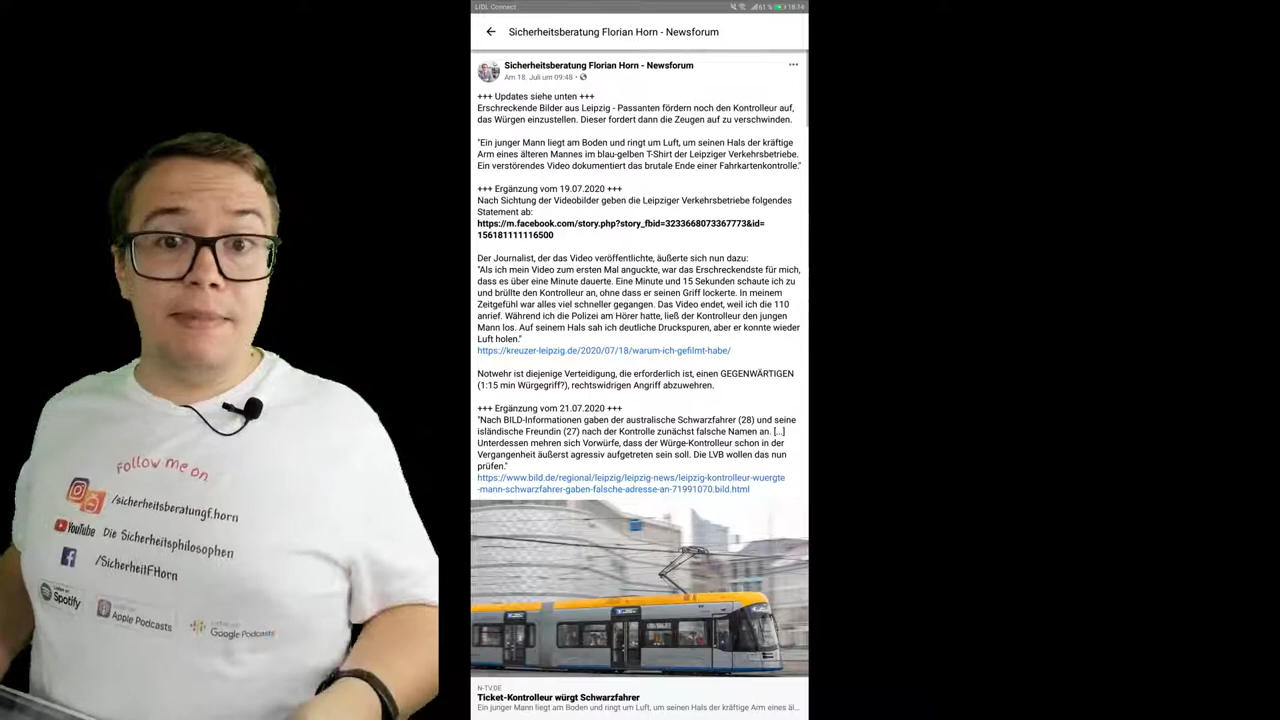 LIDL Connect
61 %
18:14
Sicherheitsberatung Florian Horn - Newsforum
Sicherheitsberatung Florian Horn - Newsforum
Am 18. Juli um 09:48 •
+++ Updates siehe unten +++
Erschreckende Bilder aus Leipzig - Passanten fördern noch den Kontrolleur auf,
das Würgen einzustellen. Dieser fordert dann die Zeugen auf zu verschwinden.
"Ein junger Mann liegt am Boden und ringt um Luft, um seinen Hals der kräftige
Arm eines älteren Mannes im blau-gelben T-Shirt der Leipziger Verkehrsbetriebe.
Ein verstörendes Video dokumentiert das brutale Ende einer Fahrkartenkontrolle."
+++ Ergänzung vom 19.07.2020 +++
Nach Sichtung der Videobilder geben die Leipziger Verkehrsbetriebe folgendes
Statement ab:
https://m.facebook.com/story.php?story_fbid=3233668073367773&id=
156181111116500
Der Journalist, der das Video veröffentlichte, äußerte sich nun dazu:
"Als ich mein Video zum ersten Mal anguckte, war das Erschreckendste für mich,
dass es über eine Minute dauerte. Eine Minute und 15 Sekunden schaute ich zu
und brüllte den Kontrolleur an, ohne dass er seinen Griff lockerte. In meinem
Zeitgefühl war alles viel schneller gegangen. Das Video endet, weil ich die 110
anrief. Während ich die Polizei am Hörer hatte, ließ der Kontrolleur den jungen
Mann los. Auf seinem Hals sah ich deutliche Druckspuren, aber er konnte wieder
Luft holen."
https://kreuzer-leipzig.de/2020/07/18/warum-ich-gefilmt-habe/
Notwehr ist diejenige Verteidigung, die erforderlich ist, einen GEGENWÄRTIGEN
(1:15 min Würgegriff?), rechtswidrigen Angriff abzuwehren.
+++ Ergänzung vom 21.07.2020 +++
"Nach BILD-Informationen gaben der australische Schwarzfahrer (28) und seine
isländische Freundin (27) nach der Kontrolle zunächst falsche Namen an. [...]
Unterdessen mehren sich Vorwürfe, dass der Würge-Kontrolleur schon in der
Vergangenheit äußerst agressiv aufgetreten sein soll. Die LVB wollen das nun
prüfen."
https://www.bild.de/regional/leipzig/leipzig-news/leipzig-kontrolleur-wuergte
-mann-schwarzfahrer-gaben-falsche-adresse-an-71991070.bild.html
N-TV.DE
Ticket-Kontrolleur würgt Schwarzfahrer
Ein junger Mann liegt am Boden und ringt um Luft, um seinen Hals der kräftige Arm eines äl...
Follow me on
/sicherheitsberatungf.horn
YouTube Die Sicherheitsphilosophen
/SicherheitFHorn
Spotify
Apple Podcasts
Google Podcasts